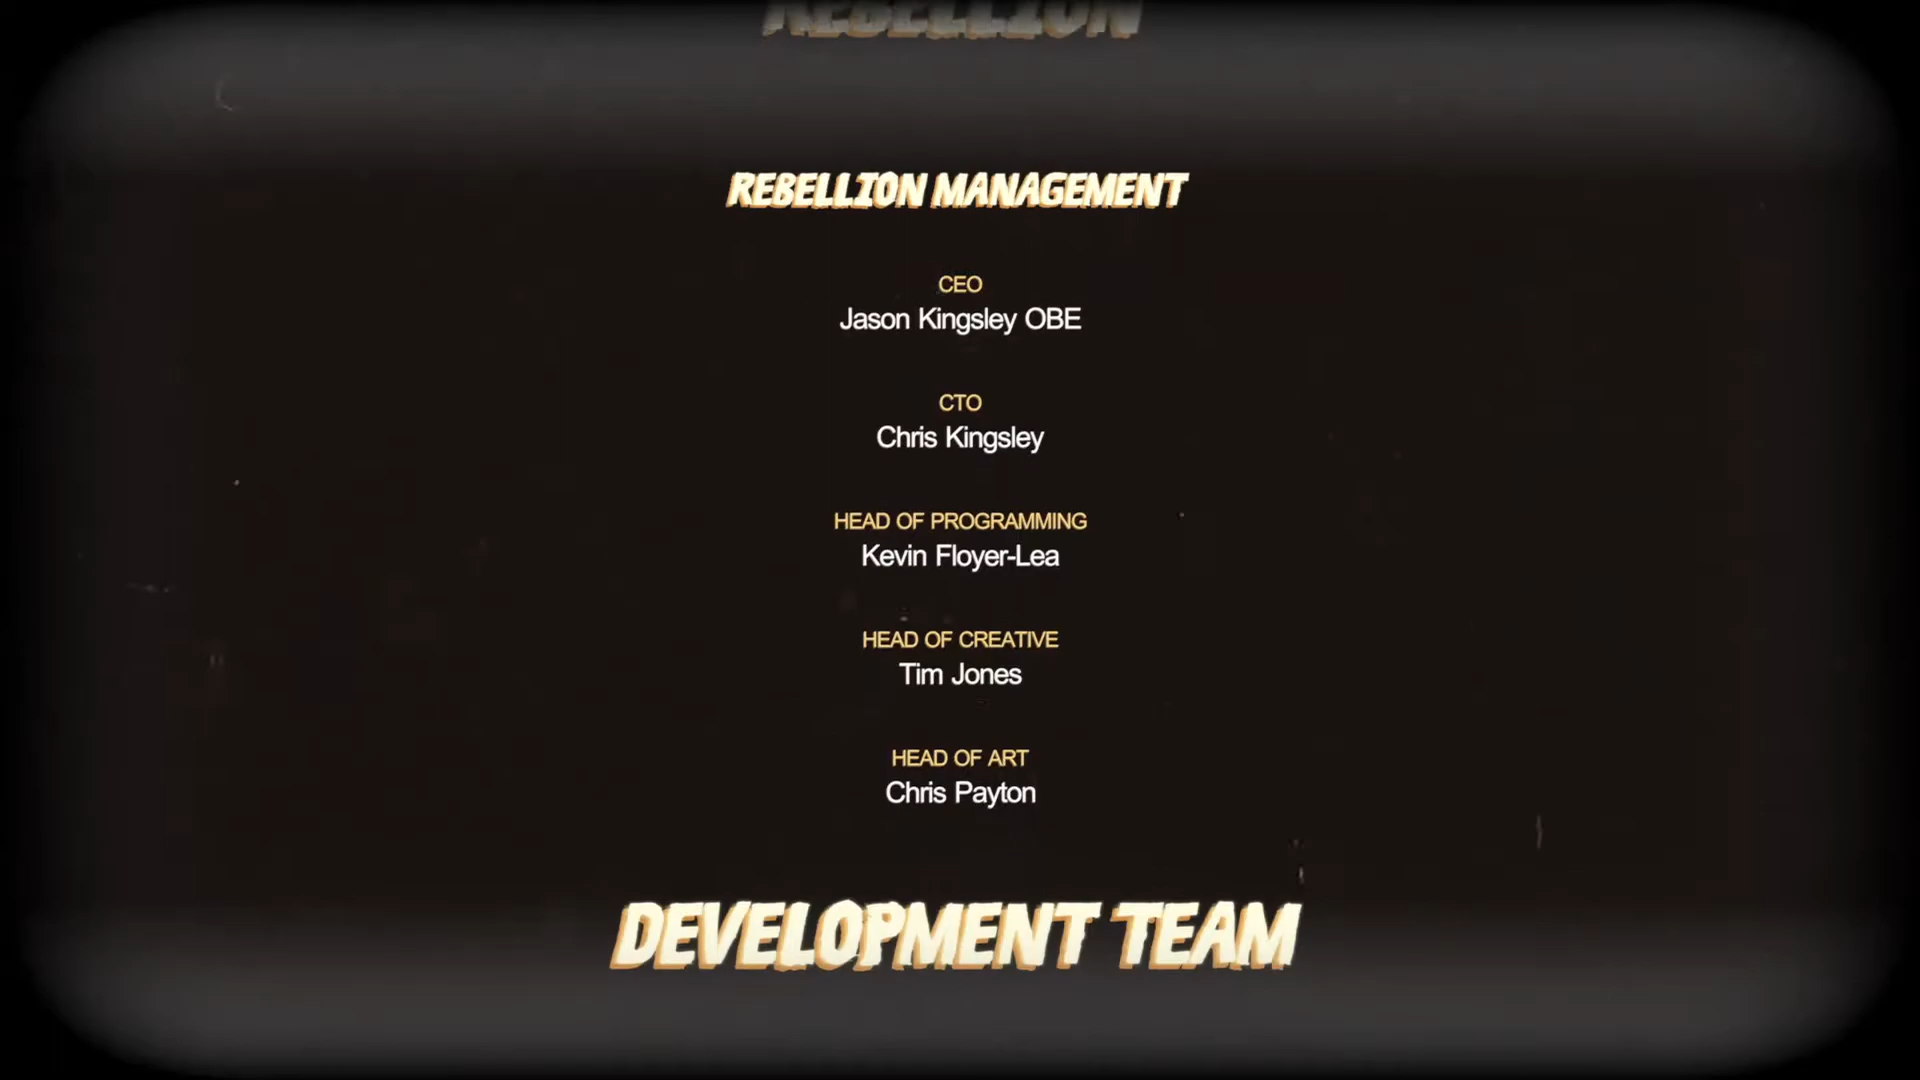 REBELLION
REBELLION MANAGEMENT
CEO
Jason Kingsley OBE
CTO
Chris Kingsley
HEAD OF PROGRAMMING
Kevin Floyer-Lea
HEAD OF CREATIVE
Tim Jones
HEAD OF ART
Chris Payton
DEVELOPMENT TEAM